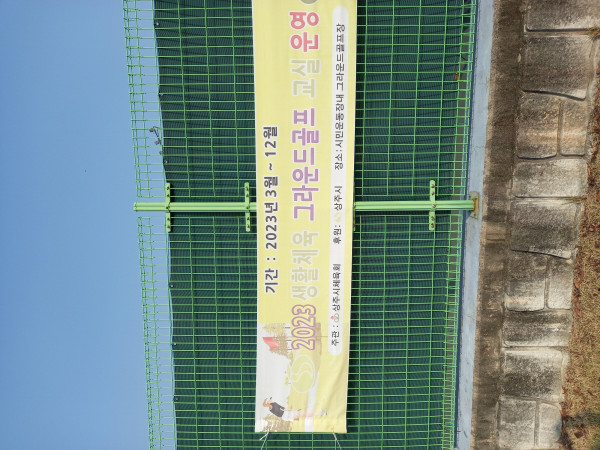 기간 : 2023년 3월 ~ 12월
2023 생활체육 그라운드골프 교실 운영
주관 : 상주시체육회 후원: 상주시 장소: 시민운동장내 그라운드골프장